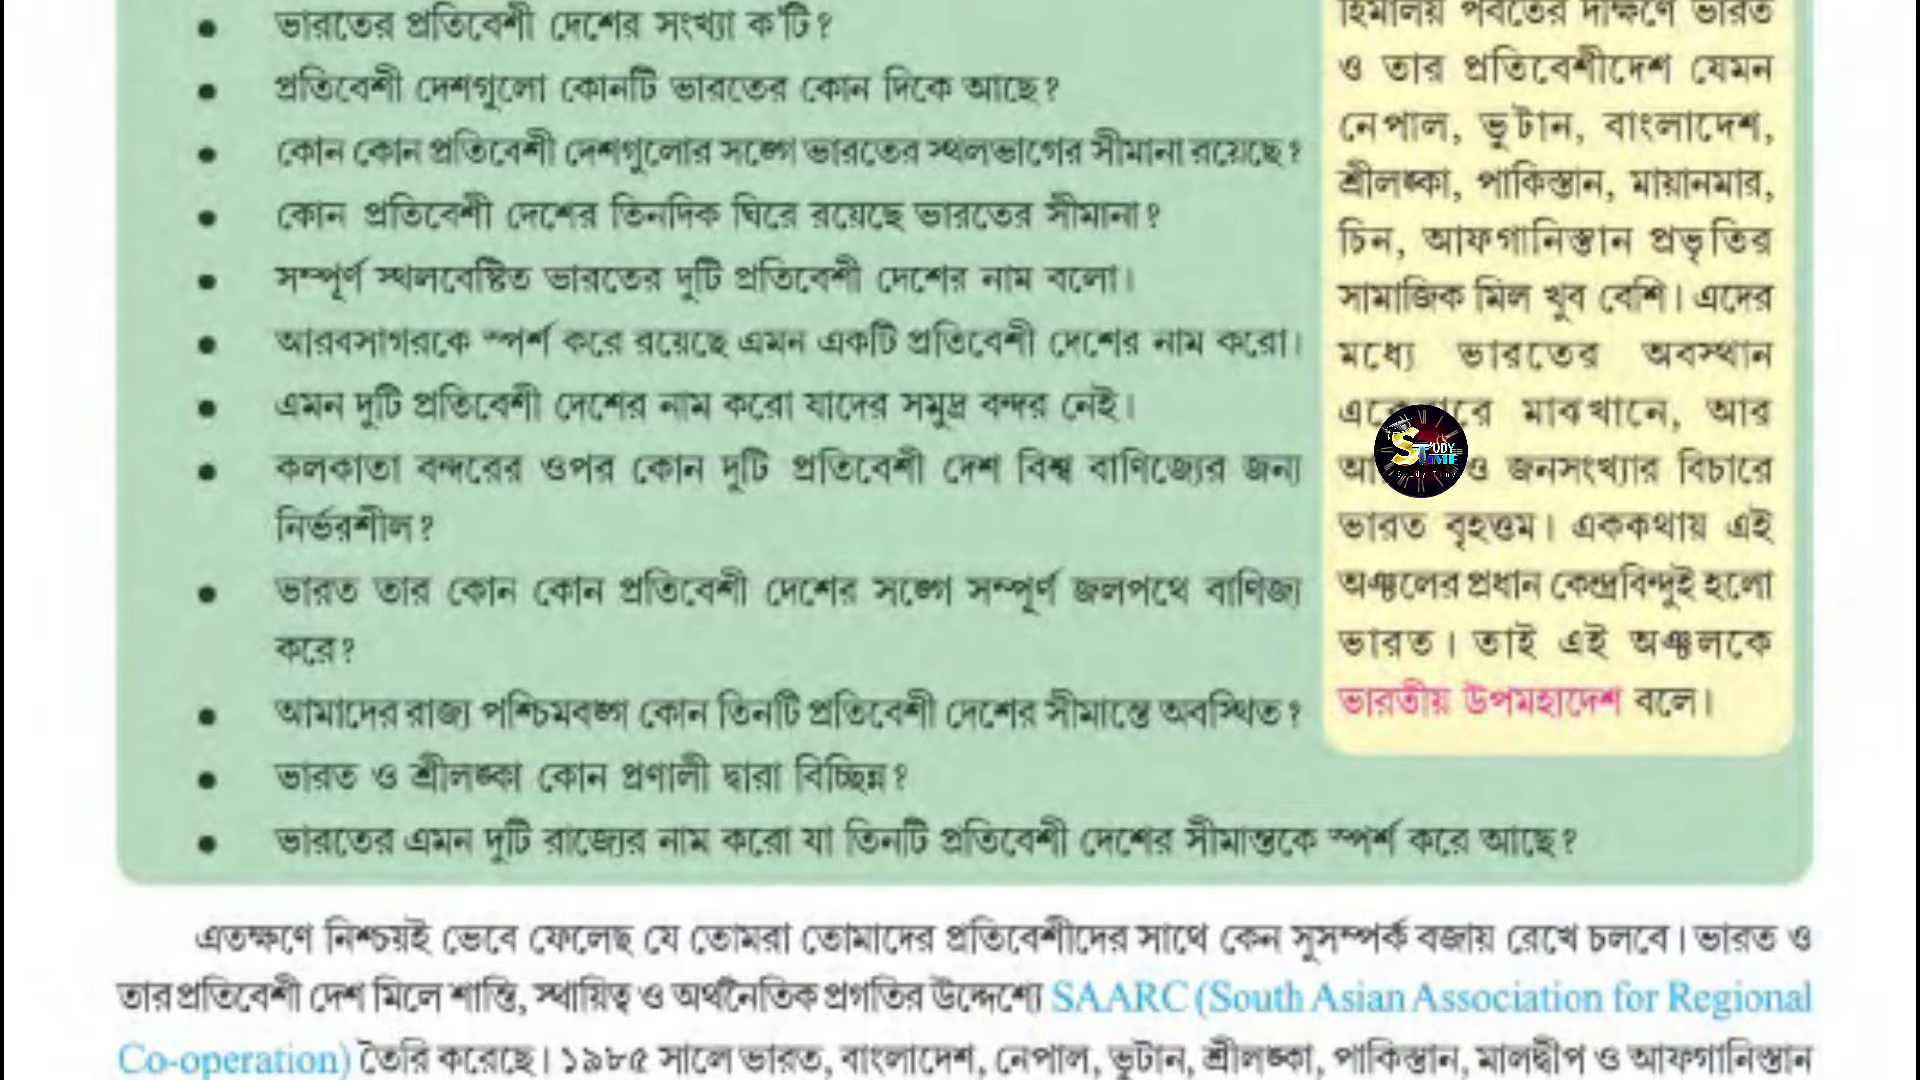 ভারতের প্রতিবেশী দেশের সংখ্যা ক'টি?
প্রতিবেশী দেশগুলো কোনটি ভারতের কোন দিকে আছে?
কোন কোন প্রতিবেশী দেশগুলোর সঙ্গে ভারতের স্থলভাগের সীমানা রয়েছে?
কোন প্রতিবেশী দেশের তিনদিক ঘিরে রয়েছে ভারতের সীমানা?
সম্পূর্ণ স্থলবেষ্টিত ভারতের দুটি প্রতিবেশী দেশের নাম বলো।
আরবসাগরকে স্পর্শ করে রয়েছে এমন একটি প্রতিবেশী দেশের নাম করো।
এমন দুটি প্রতিবেশী দেশের নাম করো যাদের সমুদ্র বন্দর নেই।
কলকাতা বন্দরের ওপর কোন দুটি প্রতিবেশী দেশ বিশ্ব বাণিজ্যের জন্য
নির্ভরশীল?
ভারত তার কোন কোন প্রতিবেশী দেশের সঙ্গে সম্পূর্ণ জলপথে বাণিজ্য
করে?
আমাদের রাজ্য পশ্চিমবঙ্গ কোন তিনটি প্রতিবেশী দেশের সীমান্তে অবস্থিত?
ভারত ও শ্রীলঙ্কা কোন প্রণালী দ্বারা বিচ্ছিন্ন?
ভারতের এমন দুটি রাজ্যের নাম করো যা তিনটি প্রতিবেশী দেশের সীমান্তকে স্পর্শ করে আছে?
হিমালয় পর্বতের দক্ষিণে ভারত
ও তার প্রতিবেশীদেশ যেমন
নেপাল, ভুটান, বাংলাদেশ,
শ্রীলঙ্কা, পাকিস্তান, মায়ানমার,
চিন, আফগানিস্তান প্রভৃতির
সামাজিক মিল খুব বেশি। এদের
মধ্যে ভারতের অবস্থান
মাঝখানে, আর
ও জনসংখ্যার বিচারে
ভারত বৃহত্তম। এককথায় এই
অঞ্চলের প্রধান কেন্দ্রবিন্দুই হলো
ভারত। তাই এই অঞ্চলকে
ভারতীয় উপমহাদেশ বলে।
STUDY
TIME
এতক্ষণে নিশ্চয়ই ভেবে ফেলেছ যে তোমরা তোমাদের প্রতিবেশীদের সাথে কেন সুসম্পর্ক বজায় রেখে চলবে। ভারত ও
তার প্রতিবেশী দেশ মিলে শান্তি, স্থায়িত্ব ও অর্থনৈতিক প্রগতির উদ্দেশ্যে SAARC (South Asian Association for Regional
Co-operation) তৈরি করেছে। ১৯৮৫ সালে ভারত, বাংলাদেশ, নেপাল, ভুটান, শ্রীলঙ্কা, পাকিস্তান, মালদ্বীপ ও আফগানিস্তান